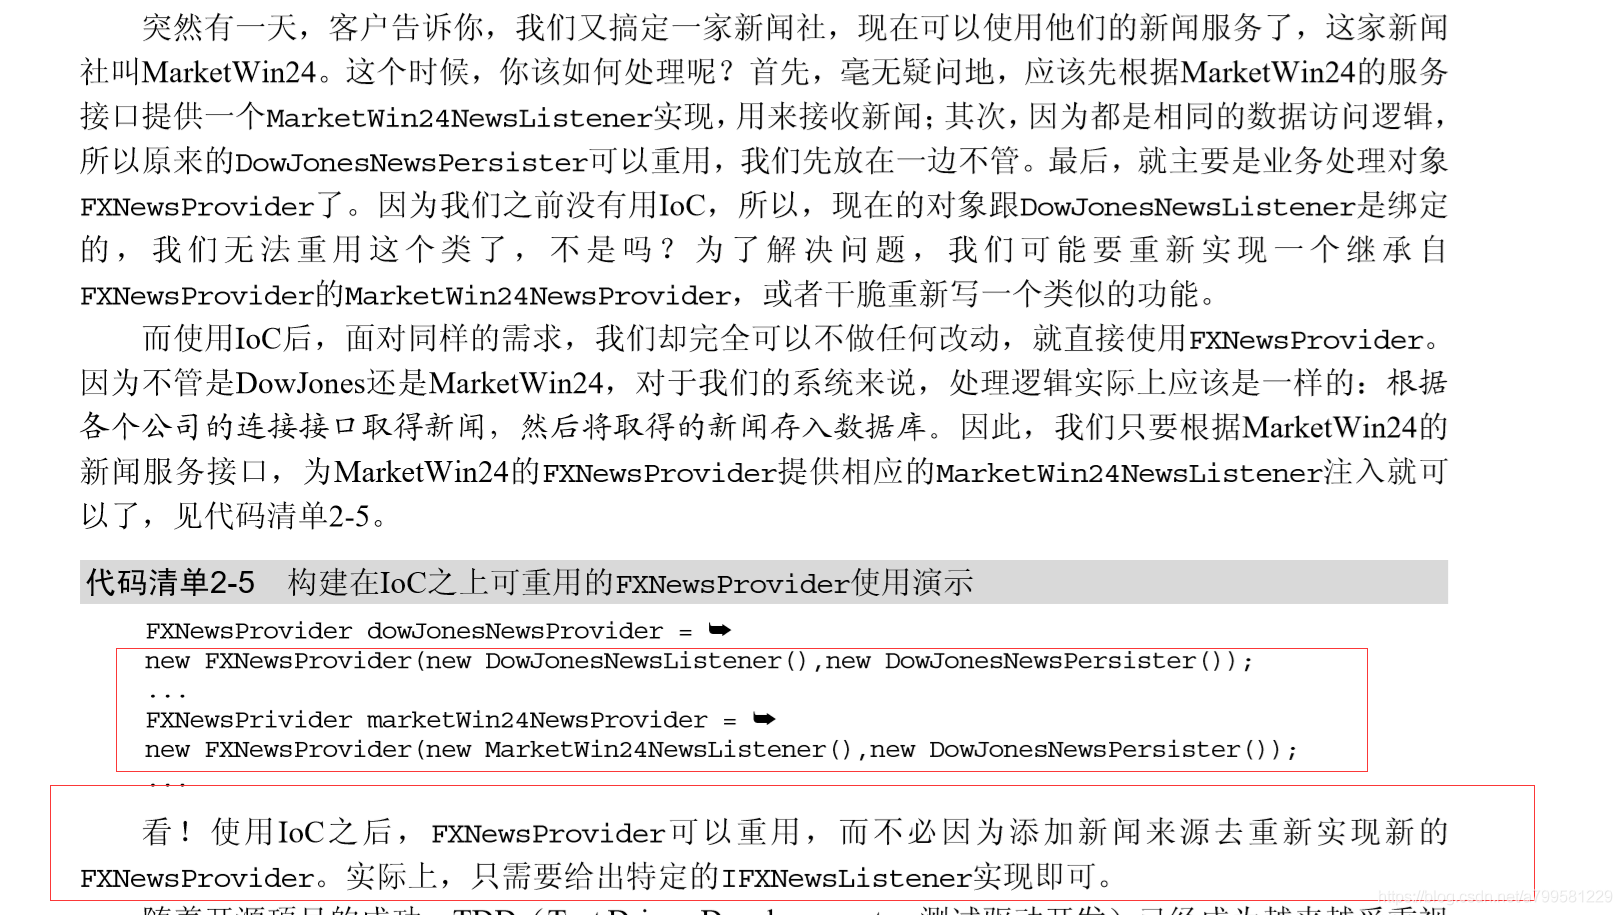 突然有一天，客户告诉你，我们又搞定一家新闻社，现在可以使用他们的新闻服务了，这家新闻
社叫MarketWin24。这个时候，你该如何处理呢？首先，毫无疑问地，应该先根据MarketWin24的服务
接口提供一个MarketWin24NewsListener实现，用来接收新闻；其次，因为都是相同的数据访问逻辑，
所以原来的DowJonesNewsPersister可以重用，我们先放在一边不管。最后，就主要是业务处理对象
FXNewsProvider了。因为我们之前没有用IoC，所以，现在的对象跟DowJonesNewsListener是绑定
的，我们无法重用这个类了，不是吗？为了解决问题，我们可能要重新实现一个继承自
FXNewsProvider的MarketWin24NewsProvider，或者干脆重新写一个类似的功能。
而使用IoC后，面对同样的需求，我们却完全可以不做任何改动，就直接使用FXNewsProvider。
因为不管是DowJones还是MarketWin24，对于我们的系统来说，处理逻辑实际上应该是一样的：根据
各个公司的连接接口取得新闻，然后将取得的新闻存入数据库。因此，我们只要根据MarketWin24的
新闻服务接口，为MarketWin24的FXNewsProvider提供相应的MarketWin24NewsListener注入就可
以了，见代码清单2-5。
代码清单2-5 构建在IoC之上可重用的FXNewsProvider使用演示
FXNewsProvider dowJonesNewsProvider = ➥
new FXNewsProvider(new DowJonesNewsListener(),new DowJonesNewsPersister());
...
FXNewsPrivider marketWin24NewsProvider = ➥
new FXNewsProvider(new MarketWin24NewsListener(),new DowJonesNewsPersister());
...
看！使用IoC之后，FXNewsProvider可以重用，而不必因为添加新闻来源去重新实现新的
FXNewsProvider。实际上，只需要给出特定的IFXNewsListener实现即可。
https://blog.csdn.net/a799581229
随着开源项目的成功，TDD（Test Driven Development，测试驱动开发）已经成为越来越受重视